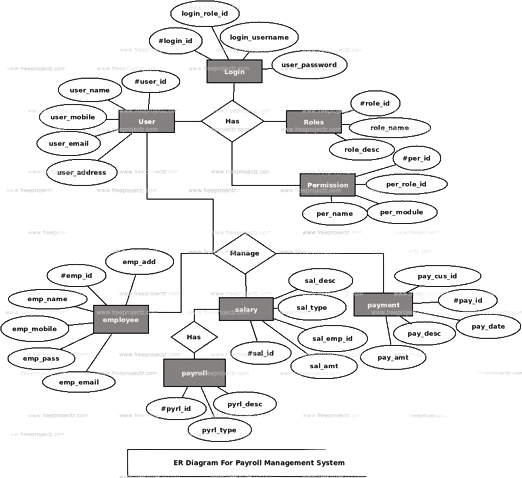 login_role_id
#login_id
login_username
user_password
Login
#user_id
user_name
user_mobile
User
user_email
user_address
Has
#role_id
Roles
role_name
role_desc
#per_id
Permission
per_role_id
per_name
per_module
Manage
emp_add
#emp_id
emp_name
emp_mobile
employee
emp_pass
emp_email
sal_desc
sal_type
salary
sal_emp_id
#sal_id
sal_amt
pay_cus_id
#pay_id
payment
pay_desc
pay_date
pay_amt
Has
payroll
#pyrl_id
pyrl_desc
pyrl_type
ER Diagram For Payroll Management System